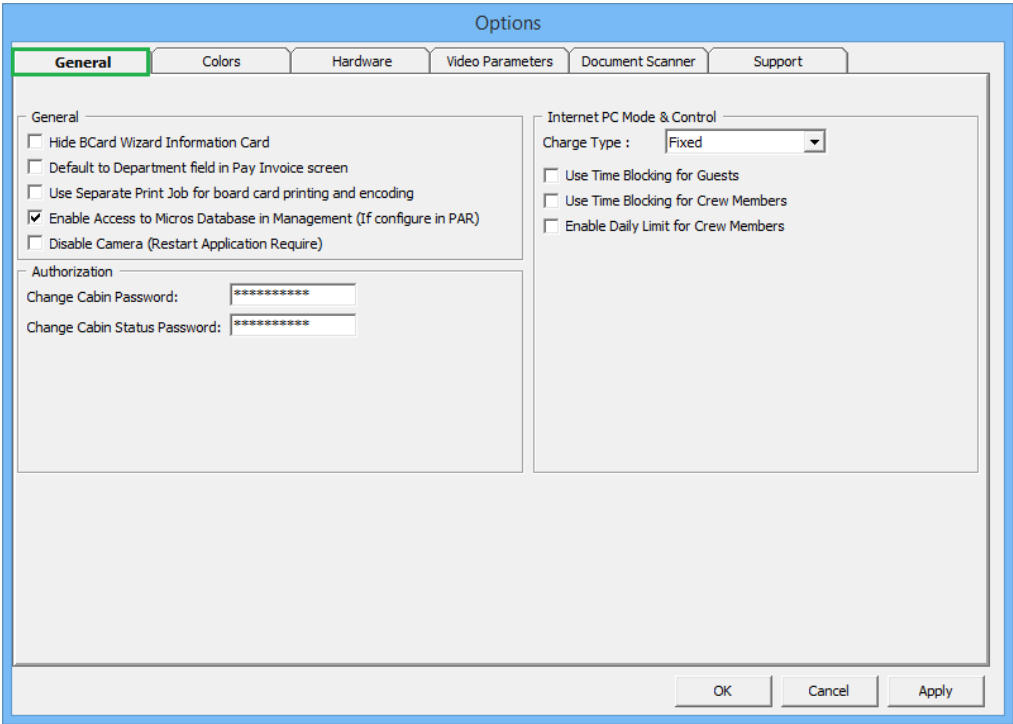 Options
General
Colors
Hardware
Video Parameters
Document Scanner
Support
General
Hide BCard Wizard Information Card
Default to Department field in Pay Invoice screen
Use Separate Print Job for board card printing and encoding
Enable Access to Micros Database in Management (If configure in PAR)
Disable Camera (Restart Application Require)
Authorization
Change Cabin Password: **********
Change Cabin Status Password: **********
Internet PC Mode & Control
Charge Type : Fixed
Use Time Blocking for Guests
Use Time Blocking for Crew Members
Enable Daily Limit for Crew Members
OK
Cancel
Apply